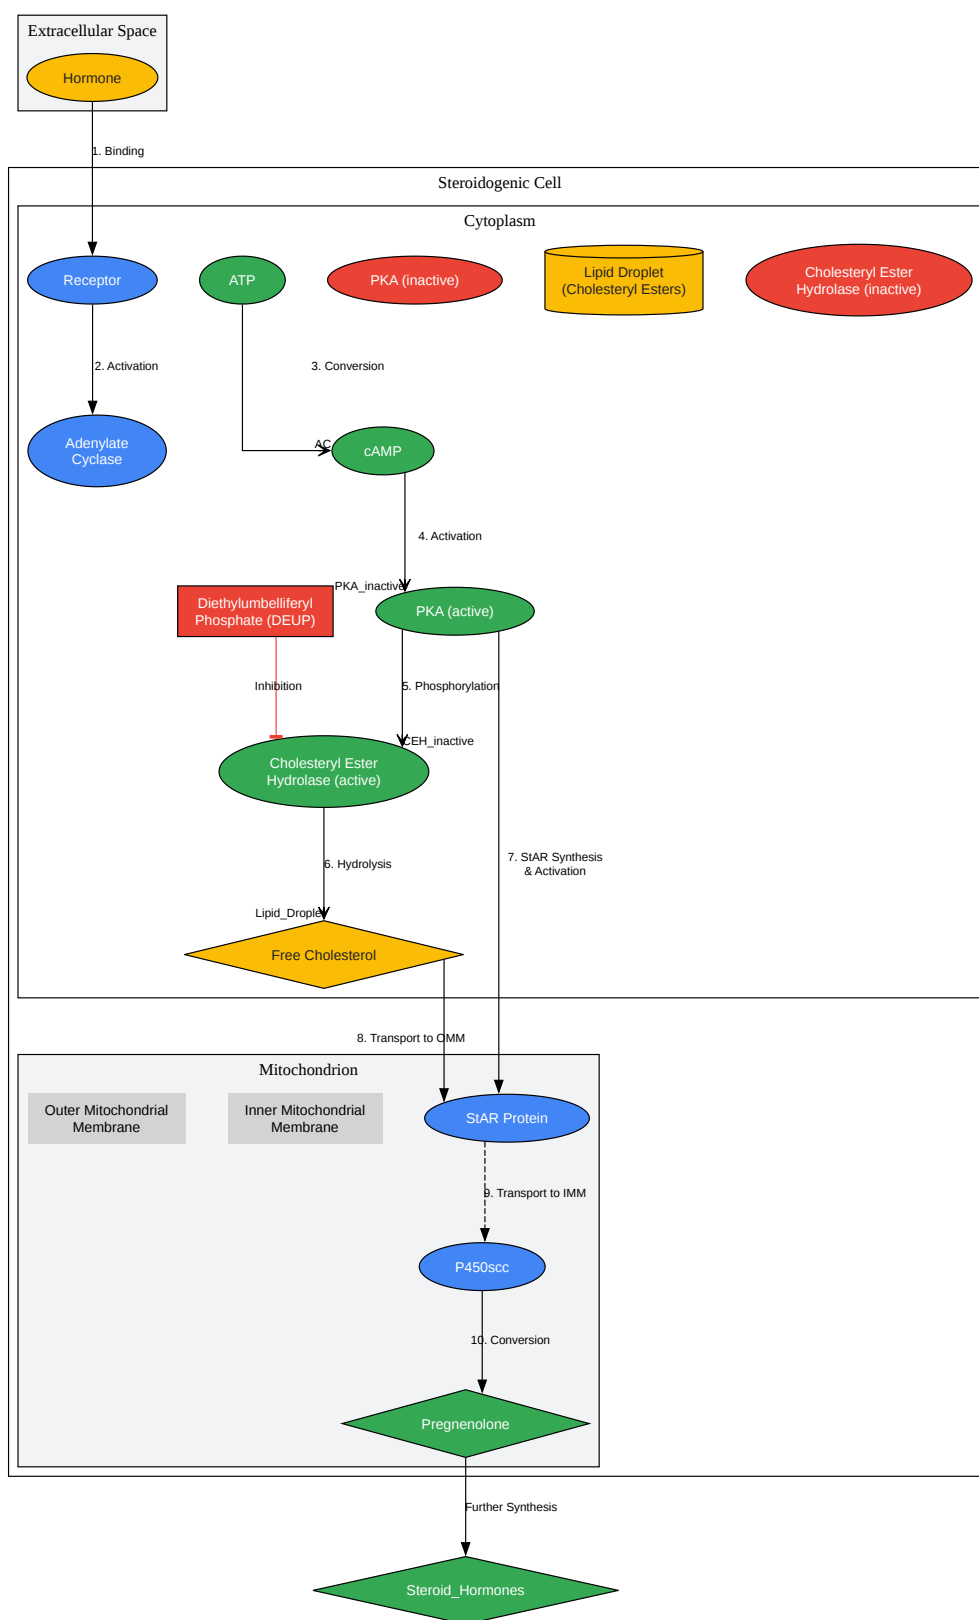 Extracellular Space
Hormone
1. Binding
Steroidogenic Cell
Cytoplasm
Receptor
ATP
PKA (inactive)
Lipid Droplet
(Cholesteryl Esters)
Cholesteryl Ester
Hydrolase (inactive)
2. Activation
3. Conversion
Adenylate
Cyclase
AC
cAMP
4. Activation
PKA_inactive
Diethylumbelliferyl
Phosphate (DEUP)
PKA (active)
Inhibition
5. Phosphorylation
CEH_inactive
Cholesteryl Ester
Hydrolase (active)
6. Hydrolysis
7. StAR Synthesis
& Activation
Lipid_Droplet
Free Cholesterol
8. Transport to OMM
Mitochondrion
Outer Mitochondrial
Membrane
Inner Mitochondrial
Membrane
StAR Protein
9. Transport to IMM
P450scc
10. Conversion
Pregnenolone
Further Synthesis
Steroid_Hormones